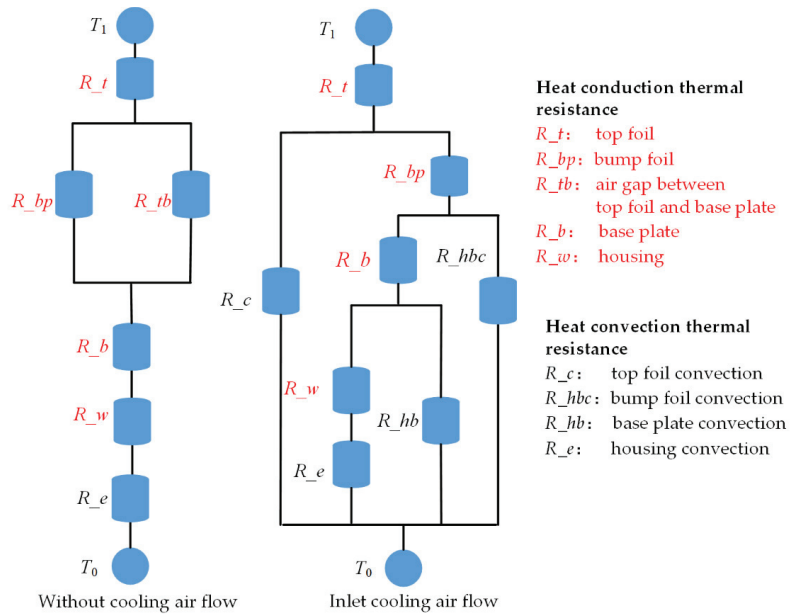 T1
R_t
R_bp
R_tb
R_b
R_w
R_e
T0
Without cooling air flow
T1
R_t
R_bp
R_b
R_hbc
R_c
R_w
R_hb
R_e
T0
Inlet cooling air flow
Heat conduction thermal
resistance
R_t: top foil
R_bp: bump foil
R_tb: air gap between
top foil and base plate
R_b: base plate
R_w: housing
Heat convection thermal
resistance
R_c: top foil convection
R_hbc: bump foil convection
R_hb: base plate convection
R_e: housing convection